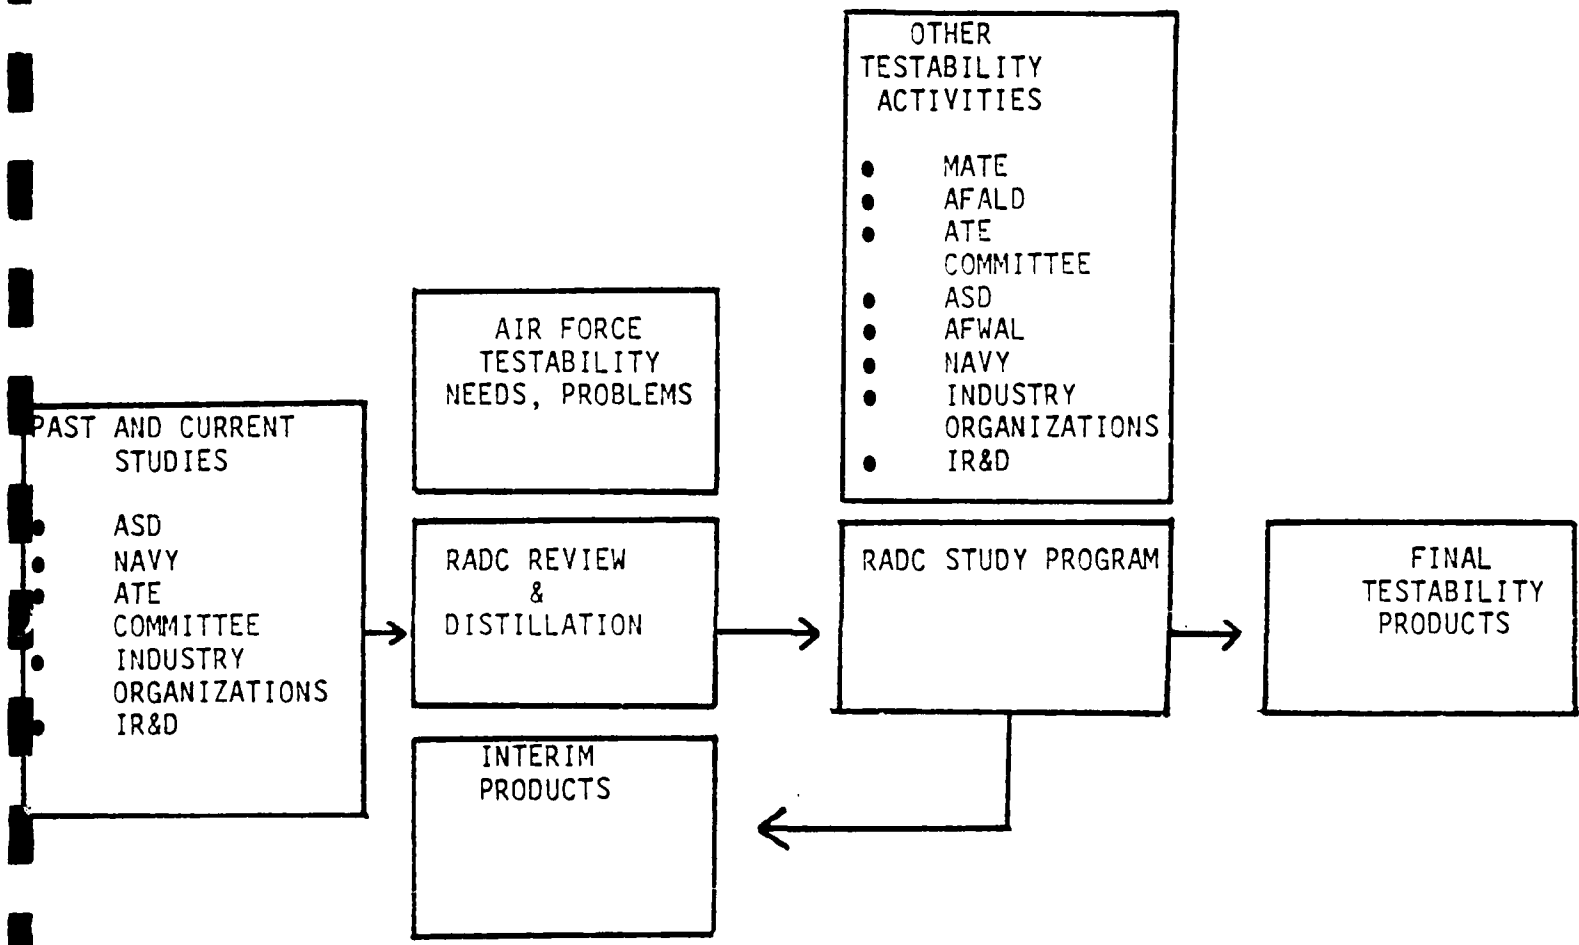 OTHER
TESTABILITY
ACTIVITIES
• MATE
• AFALD
• ATE
COMMITTEE
• ASD
• AFWAL
• NAVY
• INDUSTRY
ORGANIZATIONS
• IR&D
AIR FORCE
TESTABILITY
NEEDS, PROBLEMS
PAST AND CURRENT
STUDIES
• ASD
• NAVY
• ATE
COMMITTEE
• INDUSTRY
ORGANIZATIONS
• IR&D
RADC REVIEW
&
DISTILLATION
RADC STUDY PROGRAM
FINAL
TESTABILITY
PRODUCTS
INTERIM
PRODUCTS